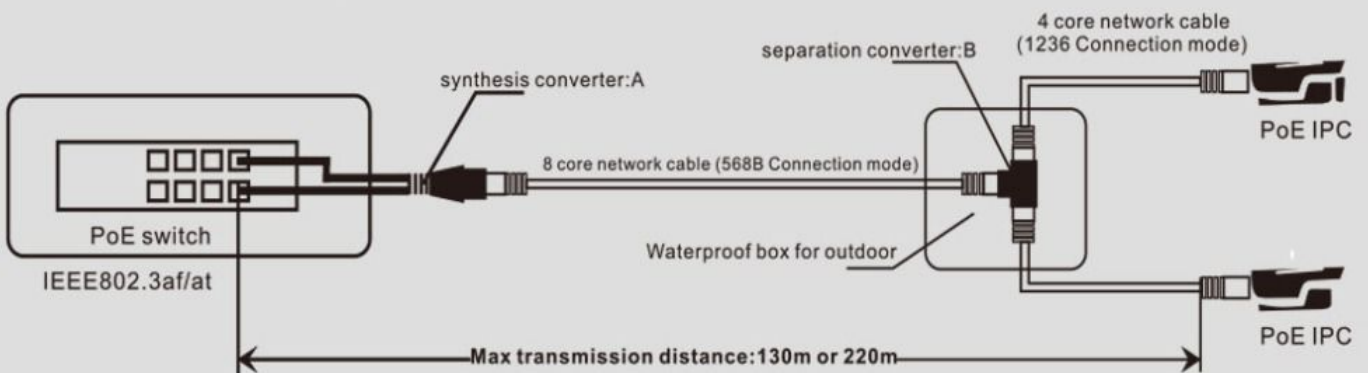 4 core network cable
(1236 Connection mode)
separation converter:B
synthesis converter:A
PoE IPC
8 core network cable (568B Connection mode)
PoE switch
Waterproof box for outdoor
IEEE802.3af/at
PoE IPC
Max transmission distance:130m or 220m